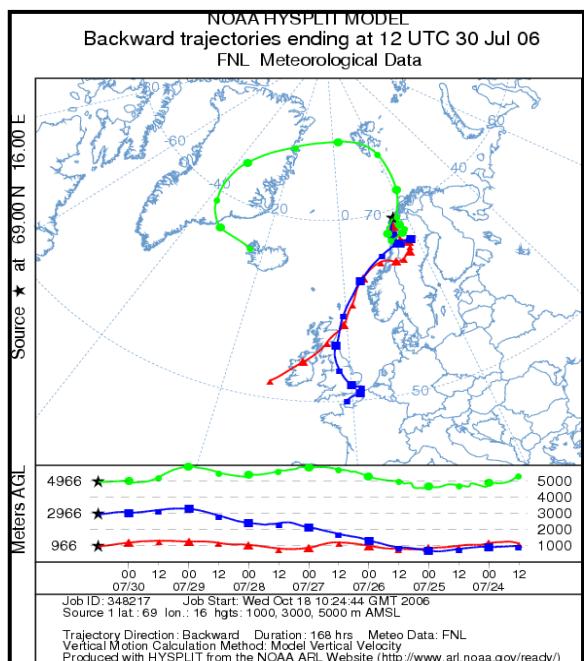 NOAA HYSPLIT MODEL
Backward trajectories ending at 12 UTC 30 Jul 06
FNL Meteorological Data
Source ★ at 69.00 N 16.00 E
-60
-40
-20
0
70
40
60
50
Meters AGL
4966
2966
966
5000
4000
3000
2000
1000
00 12 00 12 00 12 00 12 00 12 00 12 00 12
07/30 07/29 07/28 07/27 07/26 07/25 07/24
Job ID: 348217 Job Start: Wed Oct 18 10:24:44 GMT 2006
Source 1 lat.: 69 lon.: 16 hgts: 1000, 3000, 5000 m AMSL
Trajectory Direction: Backward Duration: 168 hrs Meteo Data: FNL
Vertical Motion Calculation Method: Model Vertical Velocity
Produced with HYSPLIT from the NOAA ARL Website (http://www.arl.noaa.gov/ready/)